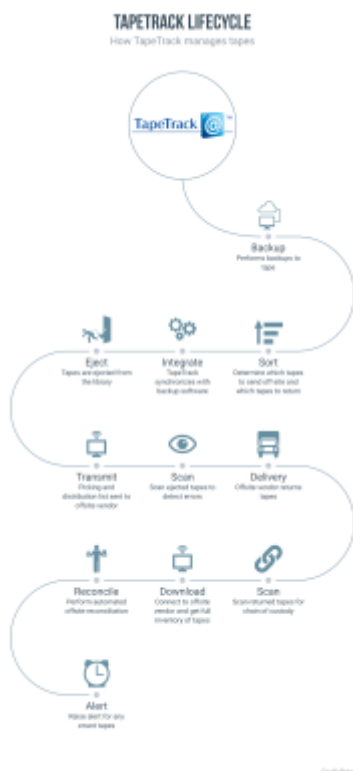 TAPETRACK LIFECYCLE
How TapeTrack manages tapes
TapeTrack ™
Backup
Performs backups to
tape
Eject
Tapes are ejected from
the library
Integrate
TapeTrack
synchronizes with
backup software
Sort
Determine which tapes
to send off-site and
which tapes to return
Transmit
Picking and
distribution list sent to
offsite vendor
Scan
Scan ejected tapes to
detect errors
Delivery
Offsite vendor returns
tapes
Reconcile
Perform automated
offsite reconciliation
Download
Connect to offsite
vendor and get full
inventory of tapes
Scan
Scan returned tapes for
chain of custody
Alert
Raise alert for any
errant tapes